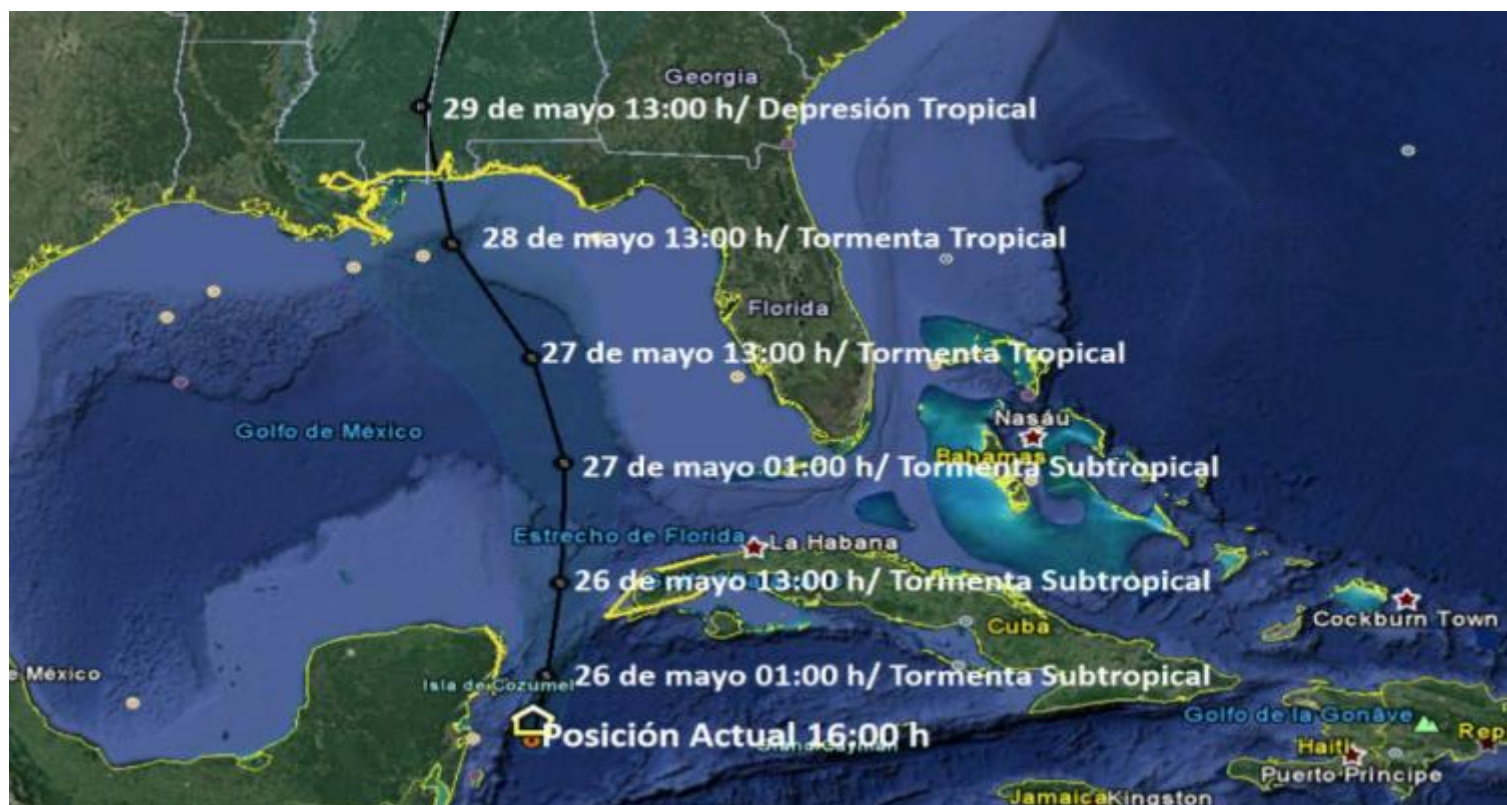 Georgia
29 de mayo 13:00 h/ Depresión Tropical
28 de mayo 13:00 h/ Tormenta Tropical
Florida
27 de mayo 13:00 h/ Tormenta Tropical
Nasáu
Golfo de México
Bahamas
27 de mayo 01:00 h/ Tormenta Subtropical
Estrecho de Florida
La Habana
26 de mayo 13:00 h/ Tormenta Subtropical
Cockburn Town
Cuba
e México
Isla de Cozumel
26 de mayo 01:00 h/ Tormenta Subtropical
Golfo de la Gonâve
Posición Actual 16:00 h
Rep
Haití
Puerto Príncipe
Jamaica
Kingston